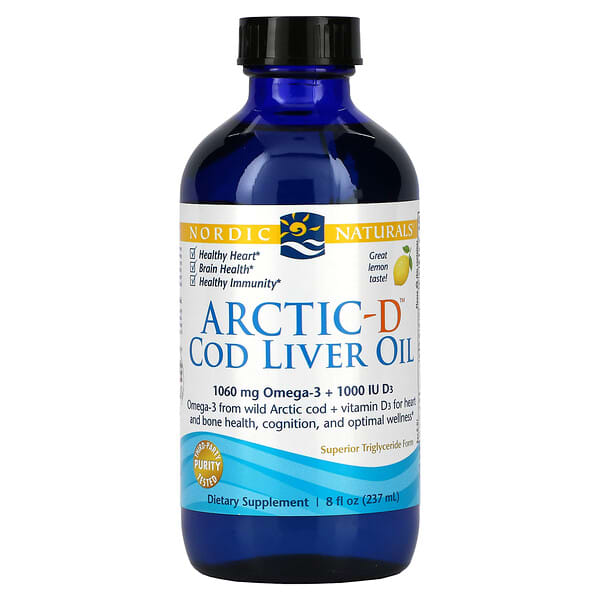 NORDIC NATURALS
Healthy Heart*
Brain Health*
Healthy Immunity*
Great
lemon
taste!
ARCTIC-D™
COD LIVER OIL
1060 mg Omega-3 + 1000 IU D3
Omega-3 from wild Arctic cod + vitamin D3 for heart
and bone health, cognition, and optimal wellness*
Superior Triglyceride Form
THIRD-PARTY
PURITY
TESTED
Dietary Supplement | 8 fl oz (237 mL)